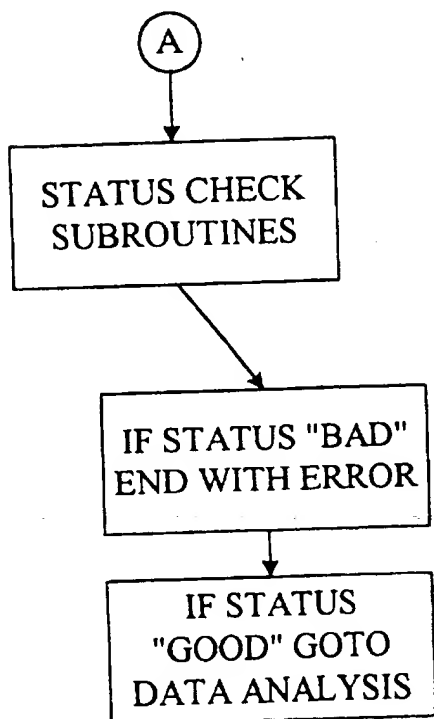 A
STATUS CHECK
SUBROUTINES
IF STATUS "BAD"
END WITH ERROR
IF STATUS
"GOOD" GOTO
DATA ANALYSIS